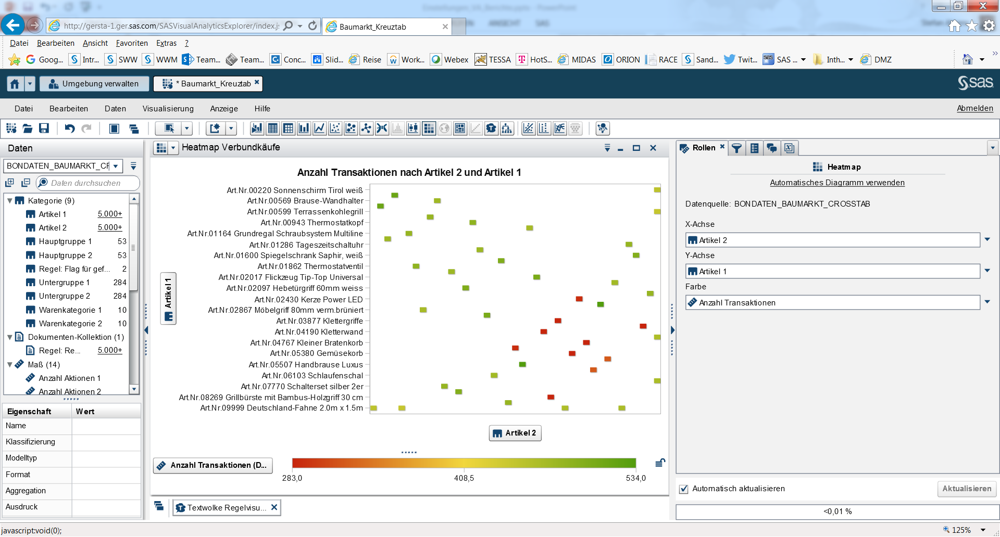 http://gersta-1.ger.sas.com/SASVisualAnalyticsExplorer/index.js
Baumarkt_Kreuztab
Datei Bearbeiten Ansicht Favoriten Extras ?
Goog... Intr... SWW WWM Team... Team... Conc... Slid... Reise Work... Webex TESSA HotS... MIDAS ORION RACE Sand... Twit... SAS ... Inth... DMZ
Umgebung verwalten
* Baumarkt_Kreuztab
sas
Datei Bearbeiten Daten Visualisierung Anzeige Hilfe
Abmelden
Daten
BONDATEN_BAUMARKT_CF
Daten durchsuchen
Kategorie (9)
Artikel 1 5.000+
Artikel 2 5.000+
Hauptgruppe 1 53
Hauptgruppe 2 53
Regel: Flag für gef... 2
Untergruppe 1 284
Untergruppe 2 284
Warenkategorie 1 10
Warenkategorie 2 10
Dokumenten-Kollektion (1)
Regel: Re... 5.000+
Maß (14)
Anzahl Aktionen 1
Anzahl Aktionen 2
Eigenschaft Wert
Name
Klassifizierung
Modelltyp
Format
Aggregation
Ausdruck
Heatmap Verbundkäufe
Anzahl Transaktionen nach Artikel 2 und Artikel 1
Artikel 1
Art.Nr.00220 Sonnenschirm Tirol weiß
Art.Nr.00569 Brause-Wandhalter
Art.Nr.00599 Terrassenkohlegrill
Art.Nr.00943 Thermostatkopf
Art.Nr.01164 Grundregal Schraubsystem Multiline
Art.Nr.01286 Tageszeitschaltuhr
Art.Nr.01600 Spiegelschrank Saphir, weiß
Art.Nr.01862 Thermostatventil
Art.Nr.02017 Flickzeug Tip-Top Universal
Art.Nr.02097 Hebetürgriff 60mm weiss
Art.Nr.02430 Kerze Power LED
Art.Nr.02867 Möbelgriff 80mm verm.brüniert
Art.Nr.03877 Klettergriffe
Art.Nr.04190 Kletterwand
Art.Nr.04767 Kleiner Bratenkorb
Art.Nr.05380 Gemüsekorb
Art.Nr.05507 Handbrause Luxus
Art.Nr.06103 Schlaufenschal
Art.Nr.07770 Schalterset silber 2er
Art.Nr.08269 Grillbürste mit Bambus-Holzgriff 30 cm
Art.Nr.09999 Deutschland-Fahne 2.0m x 1.5m
Artikel 2
Anzahl Transaktionen (D...
283,0 408,5 534,0
Textwolke Regelvisu...
Rollen
Heatmap
Automatisches Diagramm verwenden
Datenquelle: BONDATEN_BAUMARKT_CROSSTAB
X-Achse
Artikel 2
Y-Achse
Artikel 1
Farbe
Anzahl Transaktionen
Automatisch aktualisieren
Aktualisieren
<0,01 %
javascript:void(0);
125%